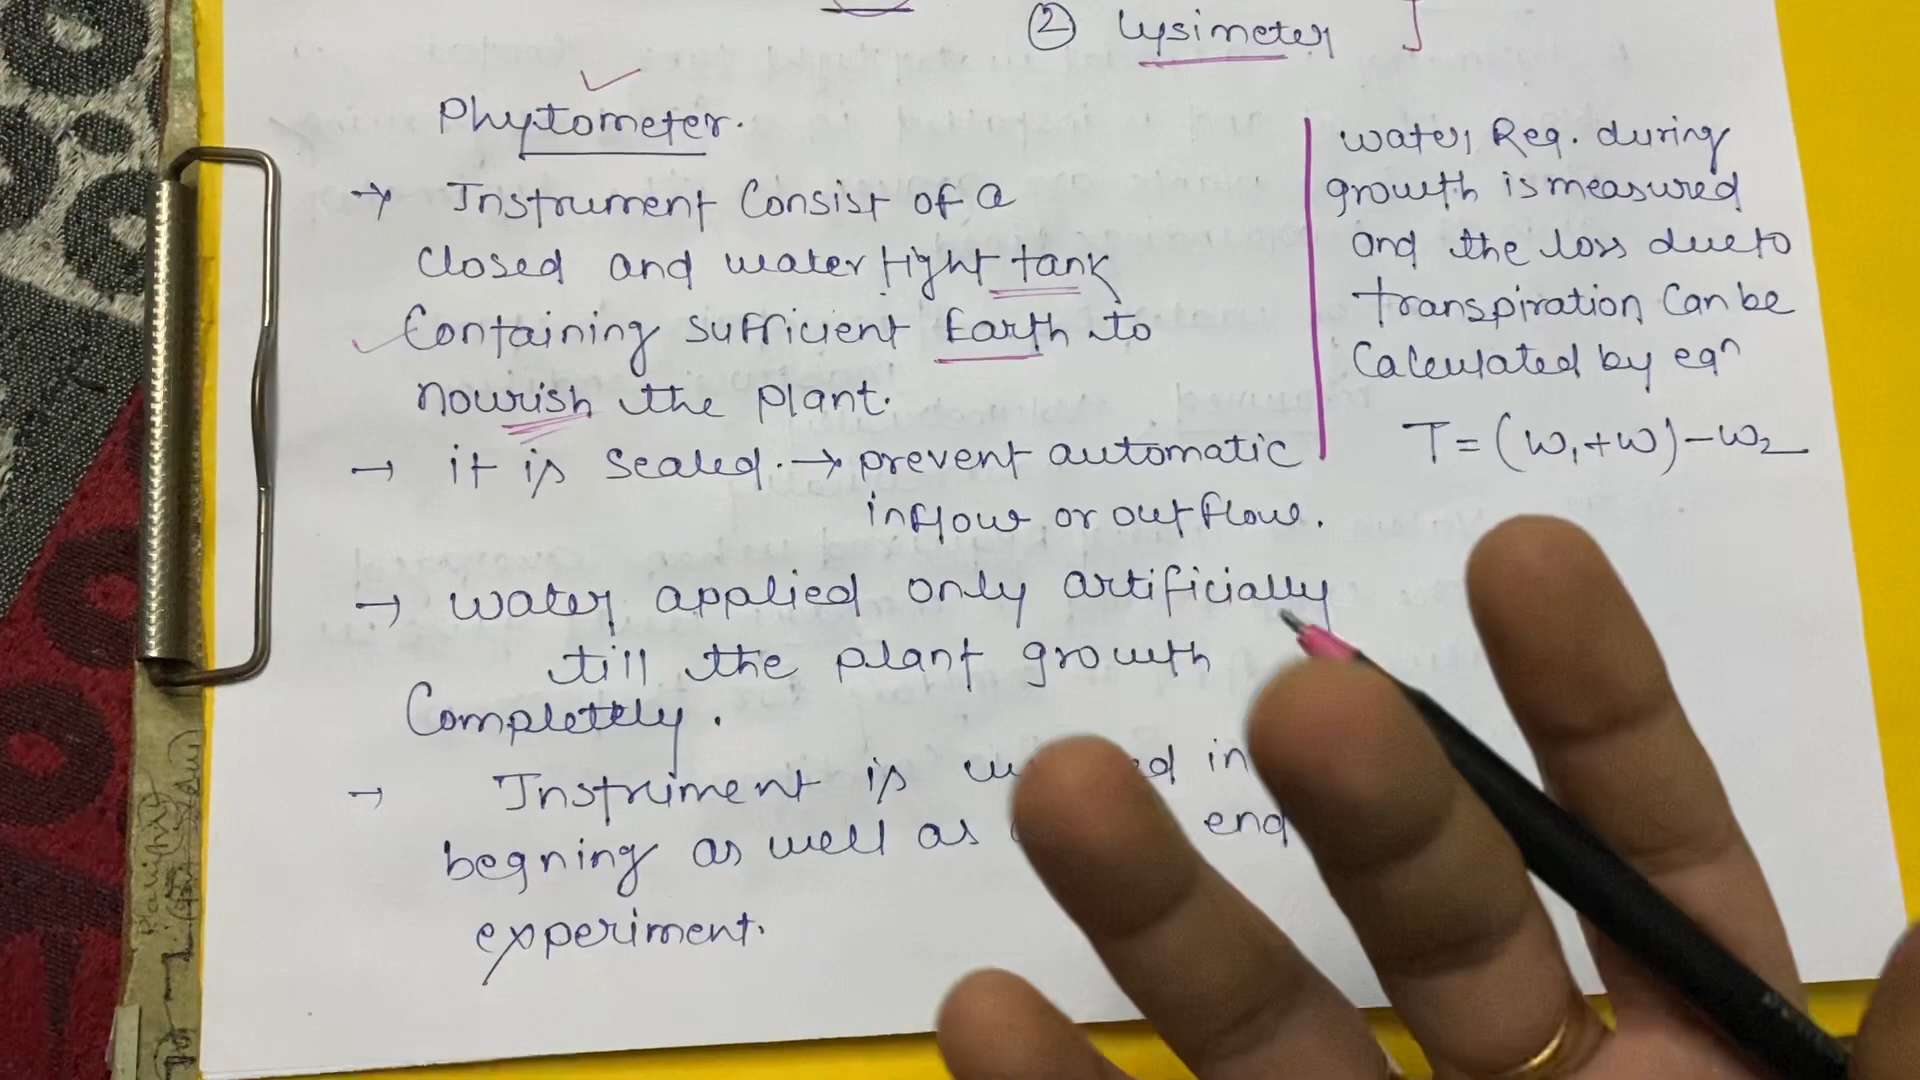 ② Lysimeter ]
Phytometer.
→ Instrument Consist of a
closed and water tight tank
Containing sufficient Earth to
nourish the plant.
→ it is sealed. → prevent automatic
inflow or outflow.
→ water applied only artificially
till the plant growth
Completely.
→ Instriment is in
begning as well as end
experiment.
water Req. during
growth is measured
and the loss due to
transpiration can be
Calculated by eqⁿ
T = (w₁+w) - w₂